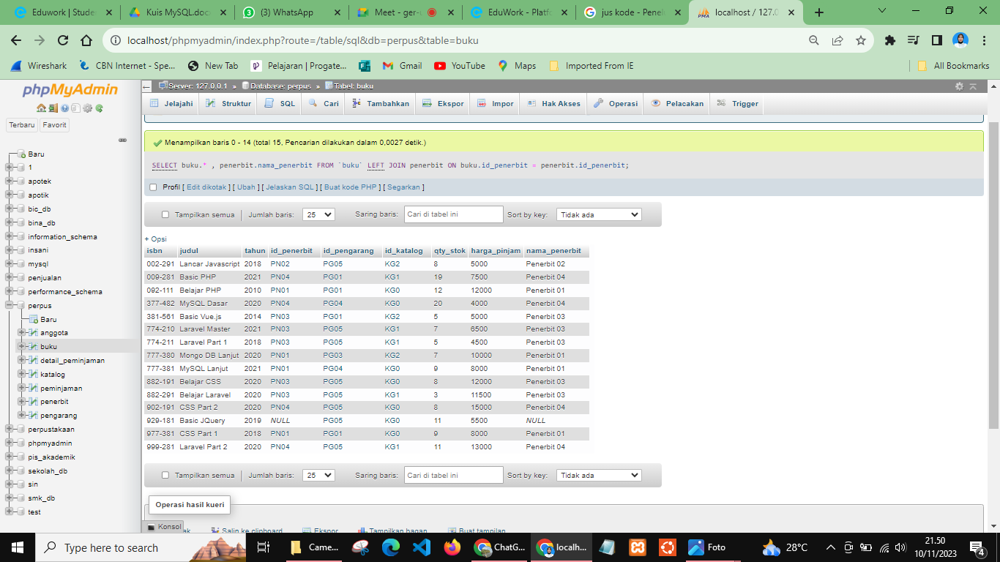 Edework | Stude
Kuis MySQL.doc
(3) WhatsApp
Meet - ger-
EduWork - Platf
jus kode - Penel
localhost / 127.0
localhost/phpmyadmin/index.php?route=/table/sql&db=perpus&table=buku
Wireshark CBN Internet - Spe... New Tab Pelajaran | Progate... Gmail YouTube Maps Imported From IE All Bookmarks
phpMyAdmin
Terbaru Favorit
Baru
1
apotek
apotik
bic_db
bina_db
information_schema
insani
mysql
penjualan
performance_schema
perpus
Baru
anggota
buku
detail_peminjaman
katalog
peminjaman
penerbit
pengarang
perpustakaan
phpmyadmin
pis_akademik
sekolah_db
sin
smk_db
test
Server: 127.0.0.1 » Database: perpus » Tabel: buku
Jelajahi Struktur SQL Cari Tambahkan Ekspor Impor Hak Akses Operasi Pelacakan Trigger
Menampilkan baris 0 - 14 (total 15, Pencarian dilakukan dalam 0,0027 detik.)
SELECT buku.* , penerbit.nama_penerbit FROM `buku` LEFT JOIN penerbit ON buku.id_penerbit = penerbit.id_penerbit;
Profil [ Edit dikotak ] [ Ubah ] [ Jelaskan SQL ] [ Buat kode PHP ] [ Segarkan ]
Tampilkan semua Jumlah baris: 25 Saring baris: Cari di tabel ini Sort by key: Tidak ada
+ Opsi
isbn judul tahun id_penerbit id_pengarang id_katalog qty_stok harga_pinjam nama_penerbit
002-291 Lancar Javascript 2018 PN02 PG05 KG2 8 5000 Penerbit 02
009-281 Basic PHP 2021 PN04 PG01 KG1 19 7500 Penerbit 04
092-111 Belajar PHP 2010 PN01 PG01 KG0 12 12000 Penerbit 01
377-482 MySQL Dasar 2020 PN04 PG04 KG0 20 4000 Penerbit 04
381-561 Basic Vue.js 2014 PN03 PG01 KG2 5 5000 Penerbit 03
774-210 Laravel Master 2021 PN03 PG05 KG1 7 6500 Penerbit 03
774-211 Laravel Part 1 2018 PN03 PG05 KG1 5 4500 Penerbit 03
777-380 Mongo DB Lanjut 2020 PN01 PG03 KG2 7 10000 Penerbit 01
777-381 MySQL Lanjut 2021 PN01 PG04 KG0 9 8000 Penerbit 01
882-191 Belajar CSS 2020 PN03 PG05 KG0 8 12000 Penerbit 03
882-291 Belajar Laravel 2020 PN03 PG05 KG1 3 11500 Penerbit 03
902-191 CSS Part 2 2020 PN04 PG05 KG0 8 15000 Penerbit 04
929-181 Basic JQuery 2019 NULL PG05 KG0 11 5500 NULL
977-381 CSS Part 1 2018 PN01 PG01 KG0 9 8000 Penerbit 01
999-281 Laravel Part 2 2020 PN04 PG05 KG1 11 13000 Penerbit 04
Tampilkan semua Jumlah baris: 25 Saring baris: Cari di tabel ini Sort by key: Tidak ada
Operasi hasil kueri
Konsol ak Salin ke clipboard Ekspor Tampilkan bagan Buat tampilan
Type here to search
Came...
ChatG...
localh...
Foto
28°C
21.50
10/11/2023
4